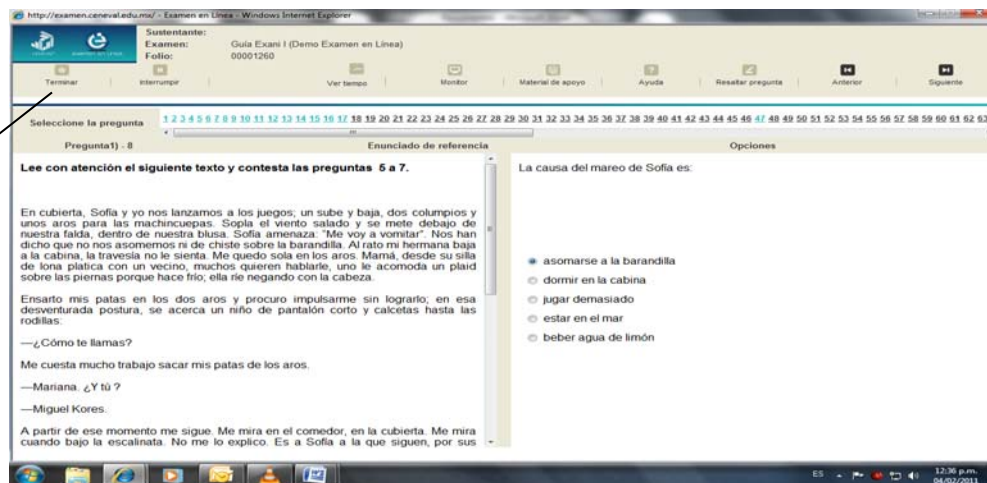 http://examen.ceneval.edu.mx/ - Examen en Linea - Windows Internet Explorer
Sustentante:
Examen: Guía Exani I (Demo Examen en Línea)
Folio: 00001260
Terminar Interrumpir Ver tiempo Monitor Material de apoyo Ayuda Resaltar pregunta Anterior Siguiente
Seleccione la pregunta 1 2 3 4 5 6 7 8 9 10 11 12 13 14 15 16 17 18 19 20 21 22 23 24 25 26 27 28 29 30 31 32 33 34 35 36 37 38 39 40 41 42 43 44 45 46 47 48 49 50 51 52 53 54 55 56 57 58 59 60 61 62 63
Pregunta1) - 8 Enunciado de referencia Opciones
Lee con atención el siguiente texto y contesta las preguntas 5 a 7.
En cubierta, Sofía y yo nos lanzamos a los juegos; un sube y baja, dos columpios y
unos aros para las machincuepas. Sopla el viento salado y se mete debajo de
nuestra falda, dentro de nuestra blusa. Sofía amenaza: "Me voy a vomitar". Nos han
dicho que no nos asomemos ni de chiste sobre la barandilla. Al rato mi hermana baja
a la cabina, la travesía no le sienta. Me quedo sola en los aros. Mamá, desde su silla
de lona platica con un vecino, muchos quieren hablarle, uno le acomoda un plaid
sobre las piernas porque hace frío; ella ríe negando con la cabeza.
Ensarto mis patas en los dos aros y procuro impulsarme sin lograrlo; en esa
desventurada postura, se acerca un niño de pantalón corto y calcetas hasta las
rodillas:
—¿Cómo te llamas?
Me cuesta mucho trabajo sacar mis patas de los aros.
—Mariana. ¿Y tú ?
—Miguel Kores.
A partir de ese momento me sigue. Me mira en el comedor, en la cubierta. Me mira
cuando bajo la escalinata. No me lo explico. Es a Sofía a la que siguen, por sus
La causa del mareo de Sofía es:
asomarse a la barandilla
dormir en la cabina
jugar demasiado
estar en el mar
beber agua de limón
ES 12:36 p.m.
04/02/2011